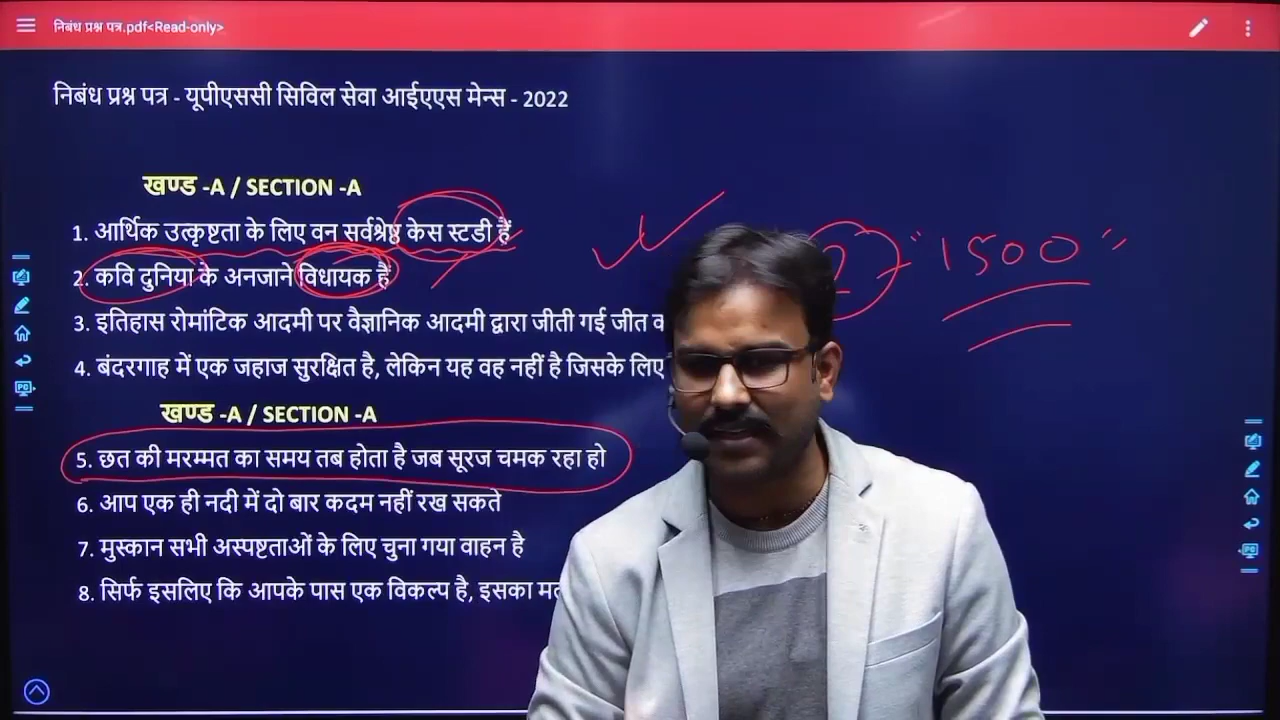 निबंध प्रश्न पत्र.pdf<Read-only>
निबंध प्रश्न पत्र - यूपीएससी सिविल सेवा आईएएस मेन्स - 2022
खण्ड -A / SECTION -A
1. आर्थिक उत्कृष्टता के लिए वन सर्वश्रेष्ठ केस स्टडी हैं
2. कवि दुनिया के अनजाने विधायक हैं
2 - "1500"
3. इतिहास रोमांटिक आदमी पर वैज्ञानिक आदमी द्वारा जीती गई जीत
4. बंदरगाह में एक जहाज सुरक्षित है, लेकिन यह वह नहीं है जिसके लिए
खण्ड -A / SECTION -A
5. छत की मरम्मत का समय तब होता है जब सूरज चमक रहा हो
6. आप एक ही नदी में दो बार कदम नहीं रख सकते
7. मुस्कान सभी अस्पष्टताओं के लिए चुना गया वाहन है
8. सिर्फ इसलिए कि आपके पास एक विकल्प है, इसका